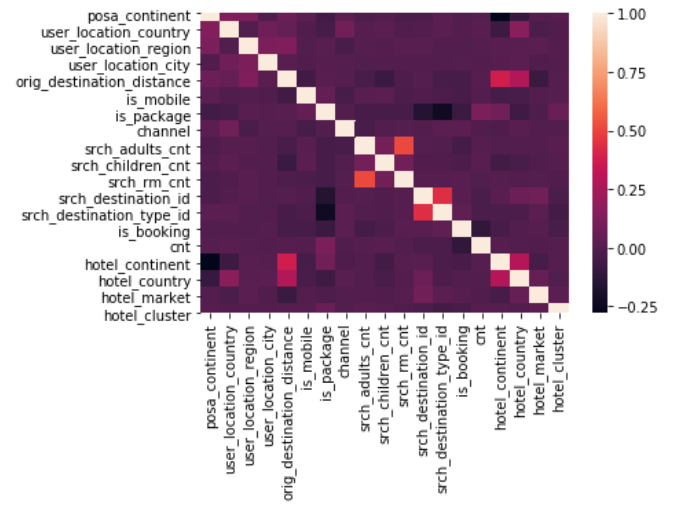 posa_continent
user_location_country
user_location_region
user_location_city
orig_destination_distance
is_mobile
is_package
channel
srch_adults_cnt
srch_children_cnt
srch_rm_cnt
srch_destination_id
srch_destination_type_id
is_booking
cnt
hotel_continent
hotel_country
hotel_market
hotel_cluster
posa_continent
user_location_country
user_location_region
user_location_city
orig_destination_distance
is_mobile
is_package
channel
srch_adults_cnt
srch_children_cnt
srch_rm_cnt
srch_destination_id
srch_destination_type_id
is_booking
cnt
hotel_continent
hotel_country
hotel_market
hotel_cluster
1.00
0.75
0.50
0.25
0.00
−0.25